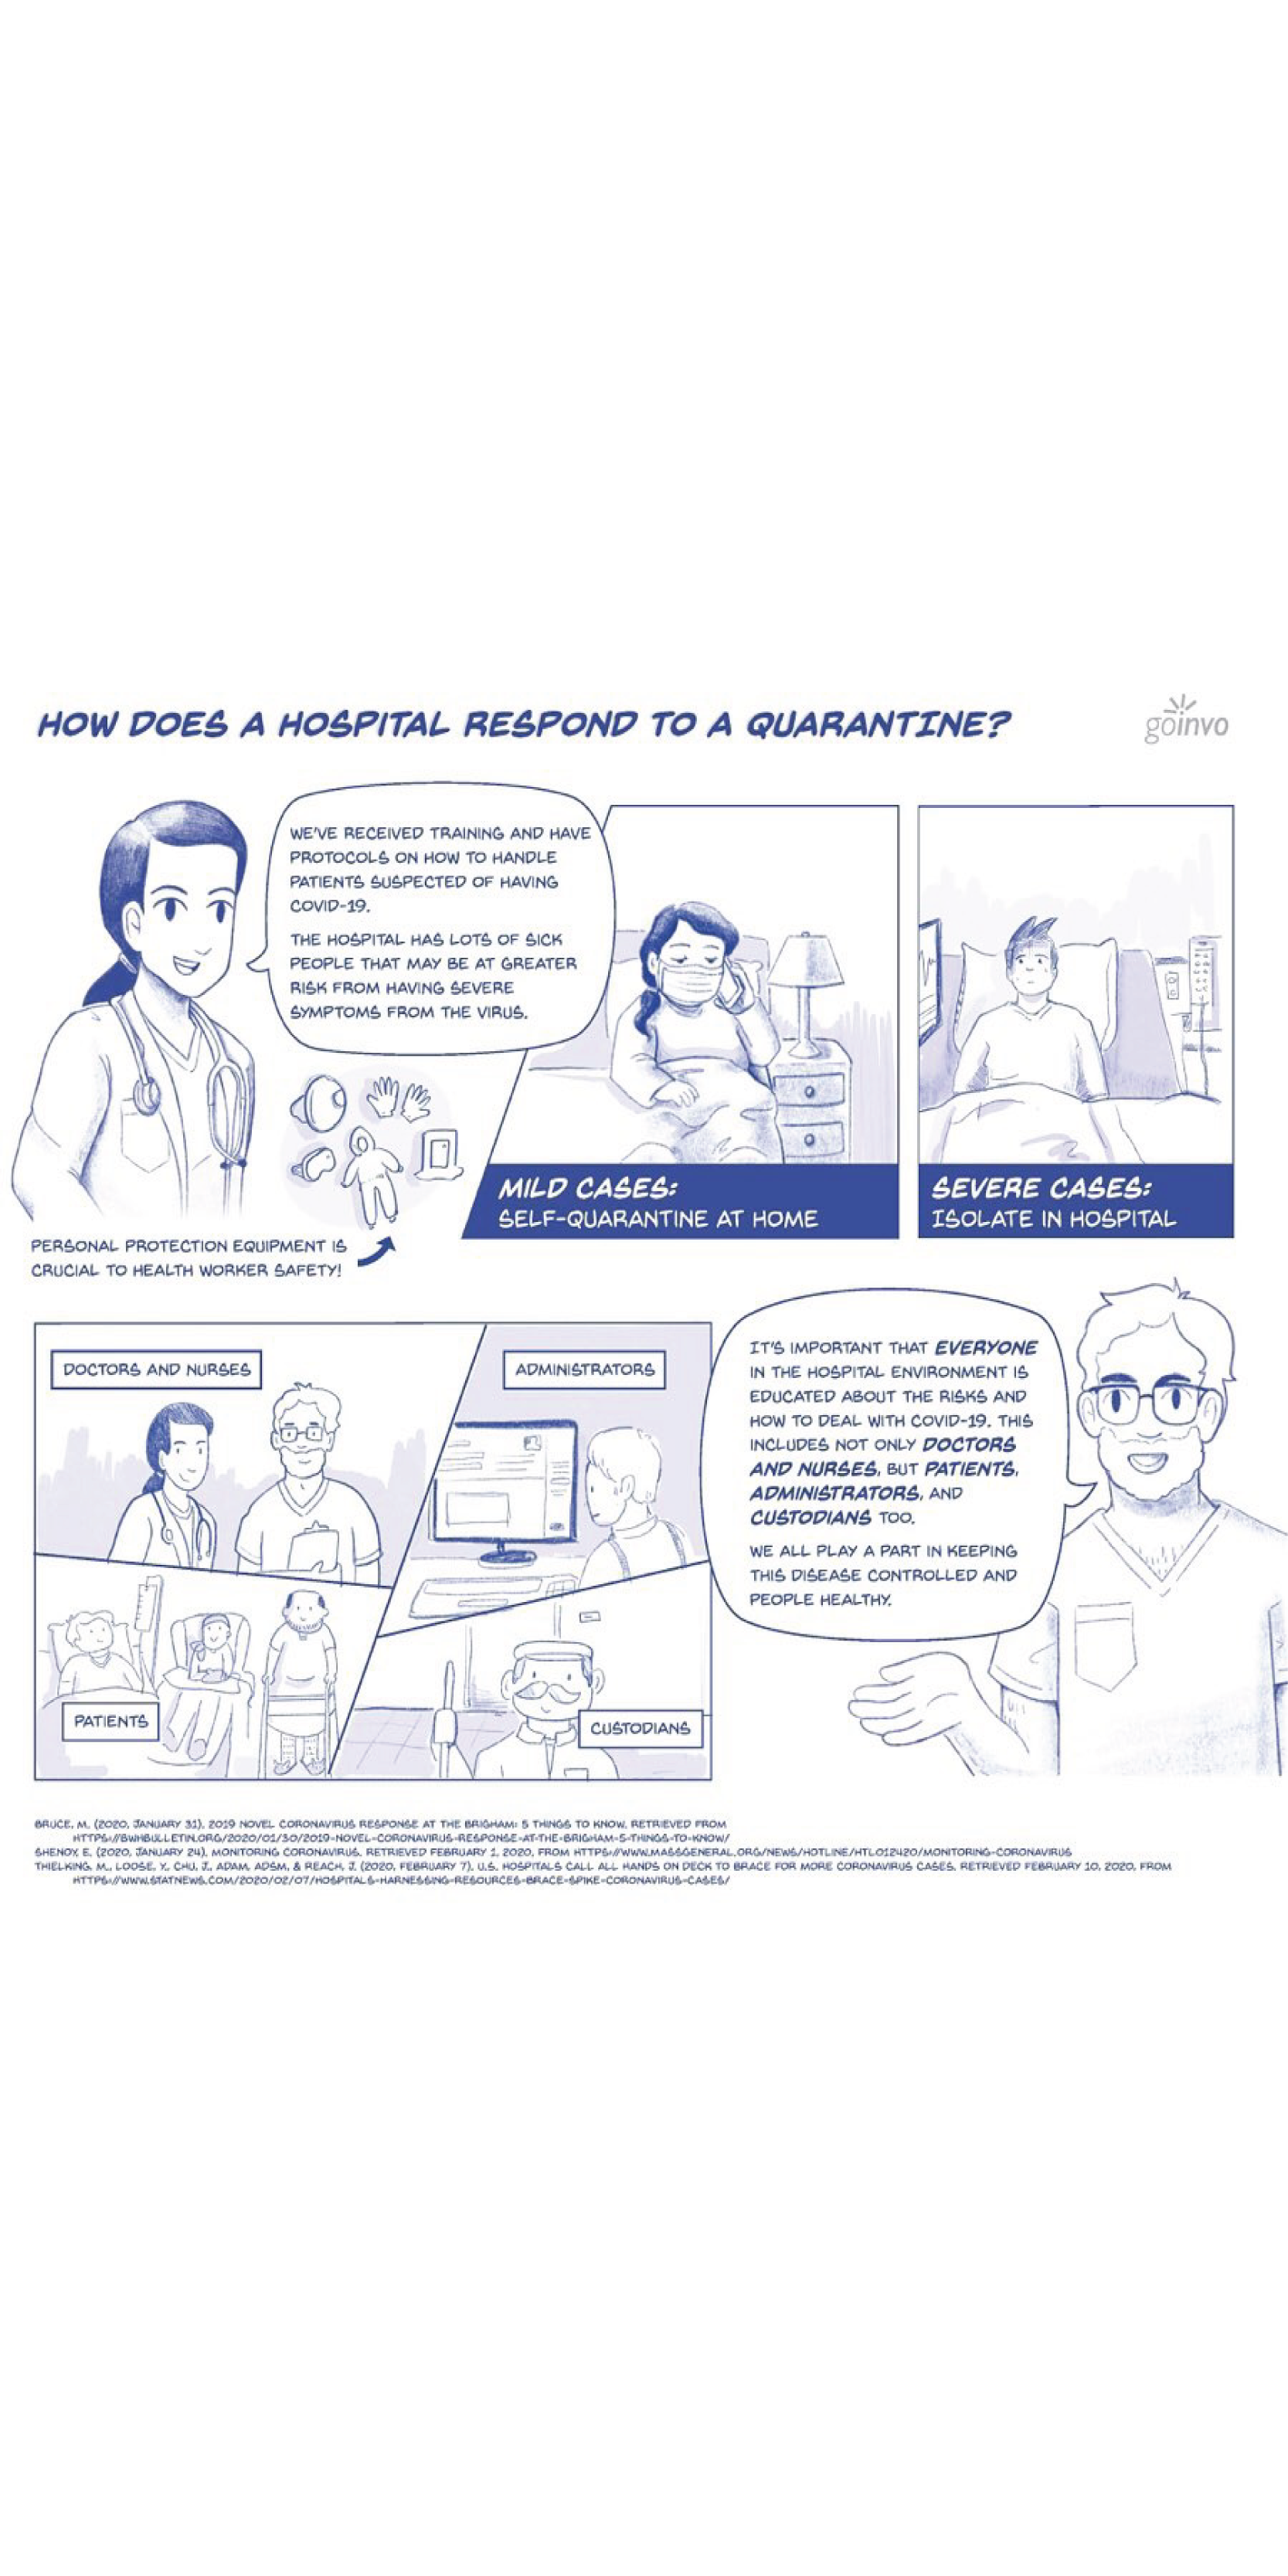 HOW DOES A HOSPITAL RESPOND TO A QUARANTINE?
goinvo
WE'VE RECEIVED TRAINING AND HAVE
PROTOCOLS ON HOW TO HANDLE
PATIENTS SUSPECTED OF HAVING
COVID-19.
THE HOSPITAL HAS LOTS OF SICK
PEOPLE THAT MAY BE AT GREATER
RISK FROM HAVING SEVERE
SYMPTOMS FROM THE VIRUS.
PERSONAL PROTECTION EQUIPMENT IS
CRUCIAL TO HEALTH WORKER SAFETY!
MILD CASES:
SELF-QUARANTINE AT HOME
SEVERE CASES:
ISOLATE IN HOSPITAL
DOCTORS AND NURSES
ADMINISTRATORS
PATIENTS
CUSTODIANS
IT'S IMPORTANT THAT EVERYONE
IN THE HOSPITAL ENVIRONMENT IS
EDUCATED ABOUT THE RISKS AND
HOW TO DEAL WITH COVID-19. THIS
INCLUDES NOT ONLY DOCTORS
AND NURSES, BUT PATIENTS,
ADMINISTRATORS, AND
CUSTODIANS TOO.
WE ALL PLAY A PART IN KEEPING
THIS DISEASE CONTROLLED AND
PEOPLE HEALTHY.
BRUCE, M. (2020, JANUARY 31). 2019 NOVEL CORONAVIRUS RESPONSE AT THE BRIGHAM: 5 THINGS TO KNOW. RETRIEVED FROM
HTTPS://BWHBULLETIN.ORG/2020/01/30/2019-NOVEL-CORONAVIRUS-RESPONSE-AT-THE-BRIGHAM-5-THINGS-TO-KNOW/
SHENOY, E. (2020, JANUARY 24). MONITORING CORONAVIRUS. RETRIEVED FEBRUARY 1, 2020, FROM HTTPS://WWW.MASSGENERAL.ORG/NEWS/HOTLINE/HTL012420/MONITORING-CORONAVIRUS
THIELKING, M., LOOSE, Y., CHU, J., ADAM, ADSM, & REACH, J. (2020, FEBRUARY 7). U.S. HOSPITALS CALL ALL HANDS ON DECK TO BRACE FOR MORE CORONAVIRUS CASES. RETRIEVED FEBRUARY 10, 2020, FROM
HTTPS://WWW.STATNEWS.COM/2020/02/07/HOSPITALS-HARNESSING-RESOURCES-BRACE-SPIKE-CORONAVIRUS-CASES/